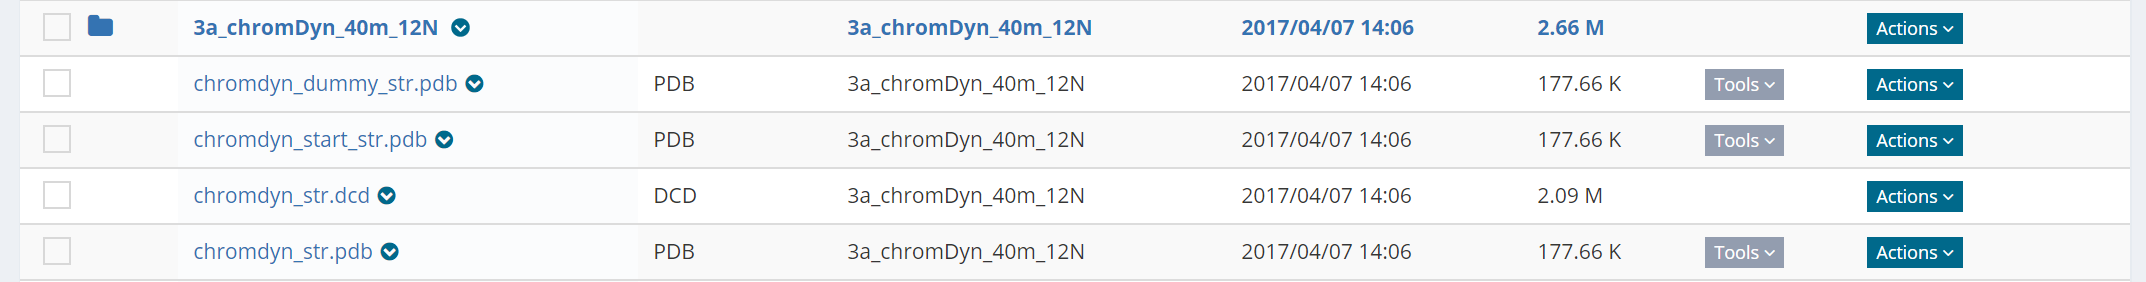 3a_chromDyn_40m_12N 3a_chromDyn_40m_12N 2017/04/07 14:06 2.66 M Actions
chromdyn_dummy_str.pdb PDB 3a_chromDyn_40m_12N 2017/04/07 14:06 177.66 K Tools Actions
chromdyn_start_str.pdb PDB 3a_chromDyn_40m_12N 2017/04/07 14:06 177.66 K Tools Actions
chromdyn_str.dcd DCD 3a_chromDyn_40m_12N 2017/04/07 14:06 2.09 M Actions
chromdyn_str.pdb PDB 3a_chromDyn_40m_12N 2017/04/07 14:06 177.66 K Tools Actions